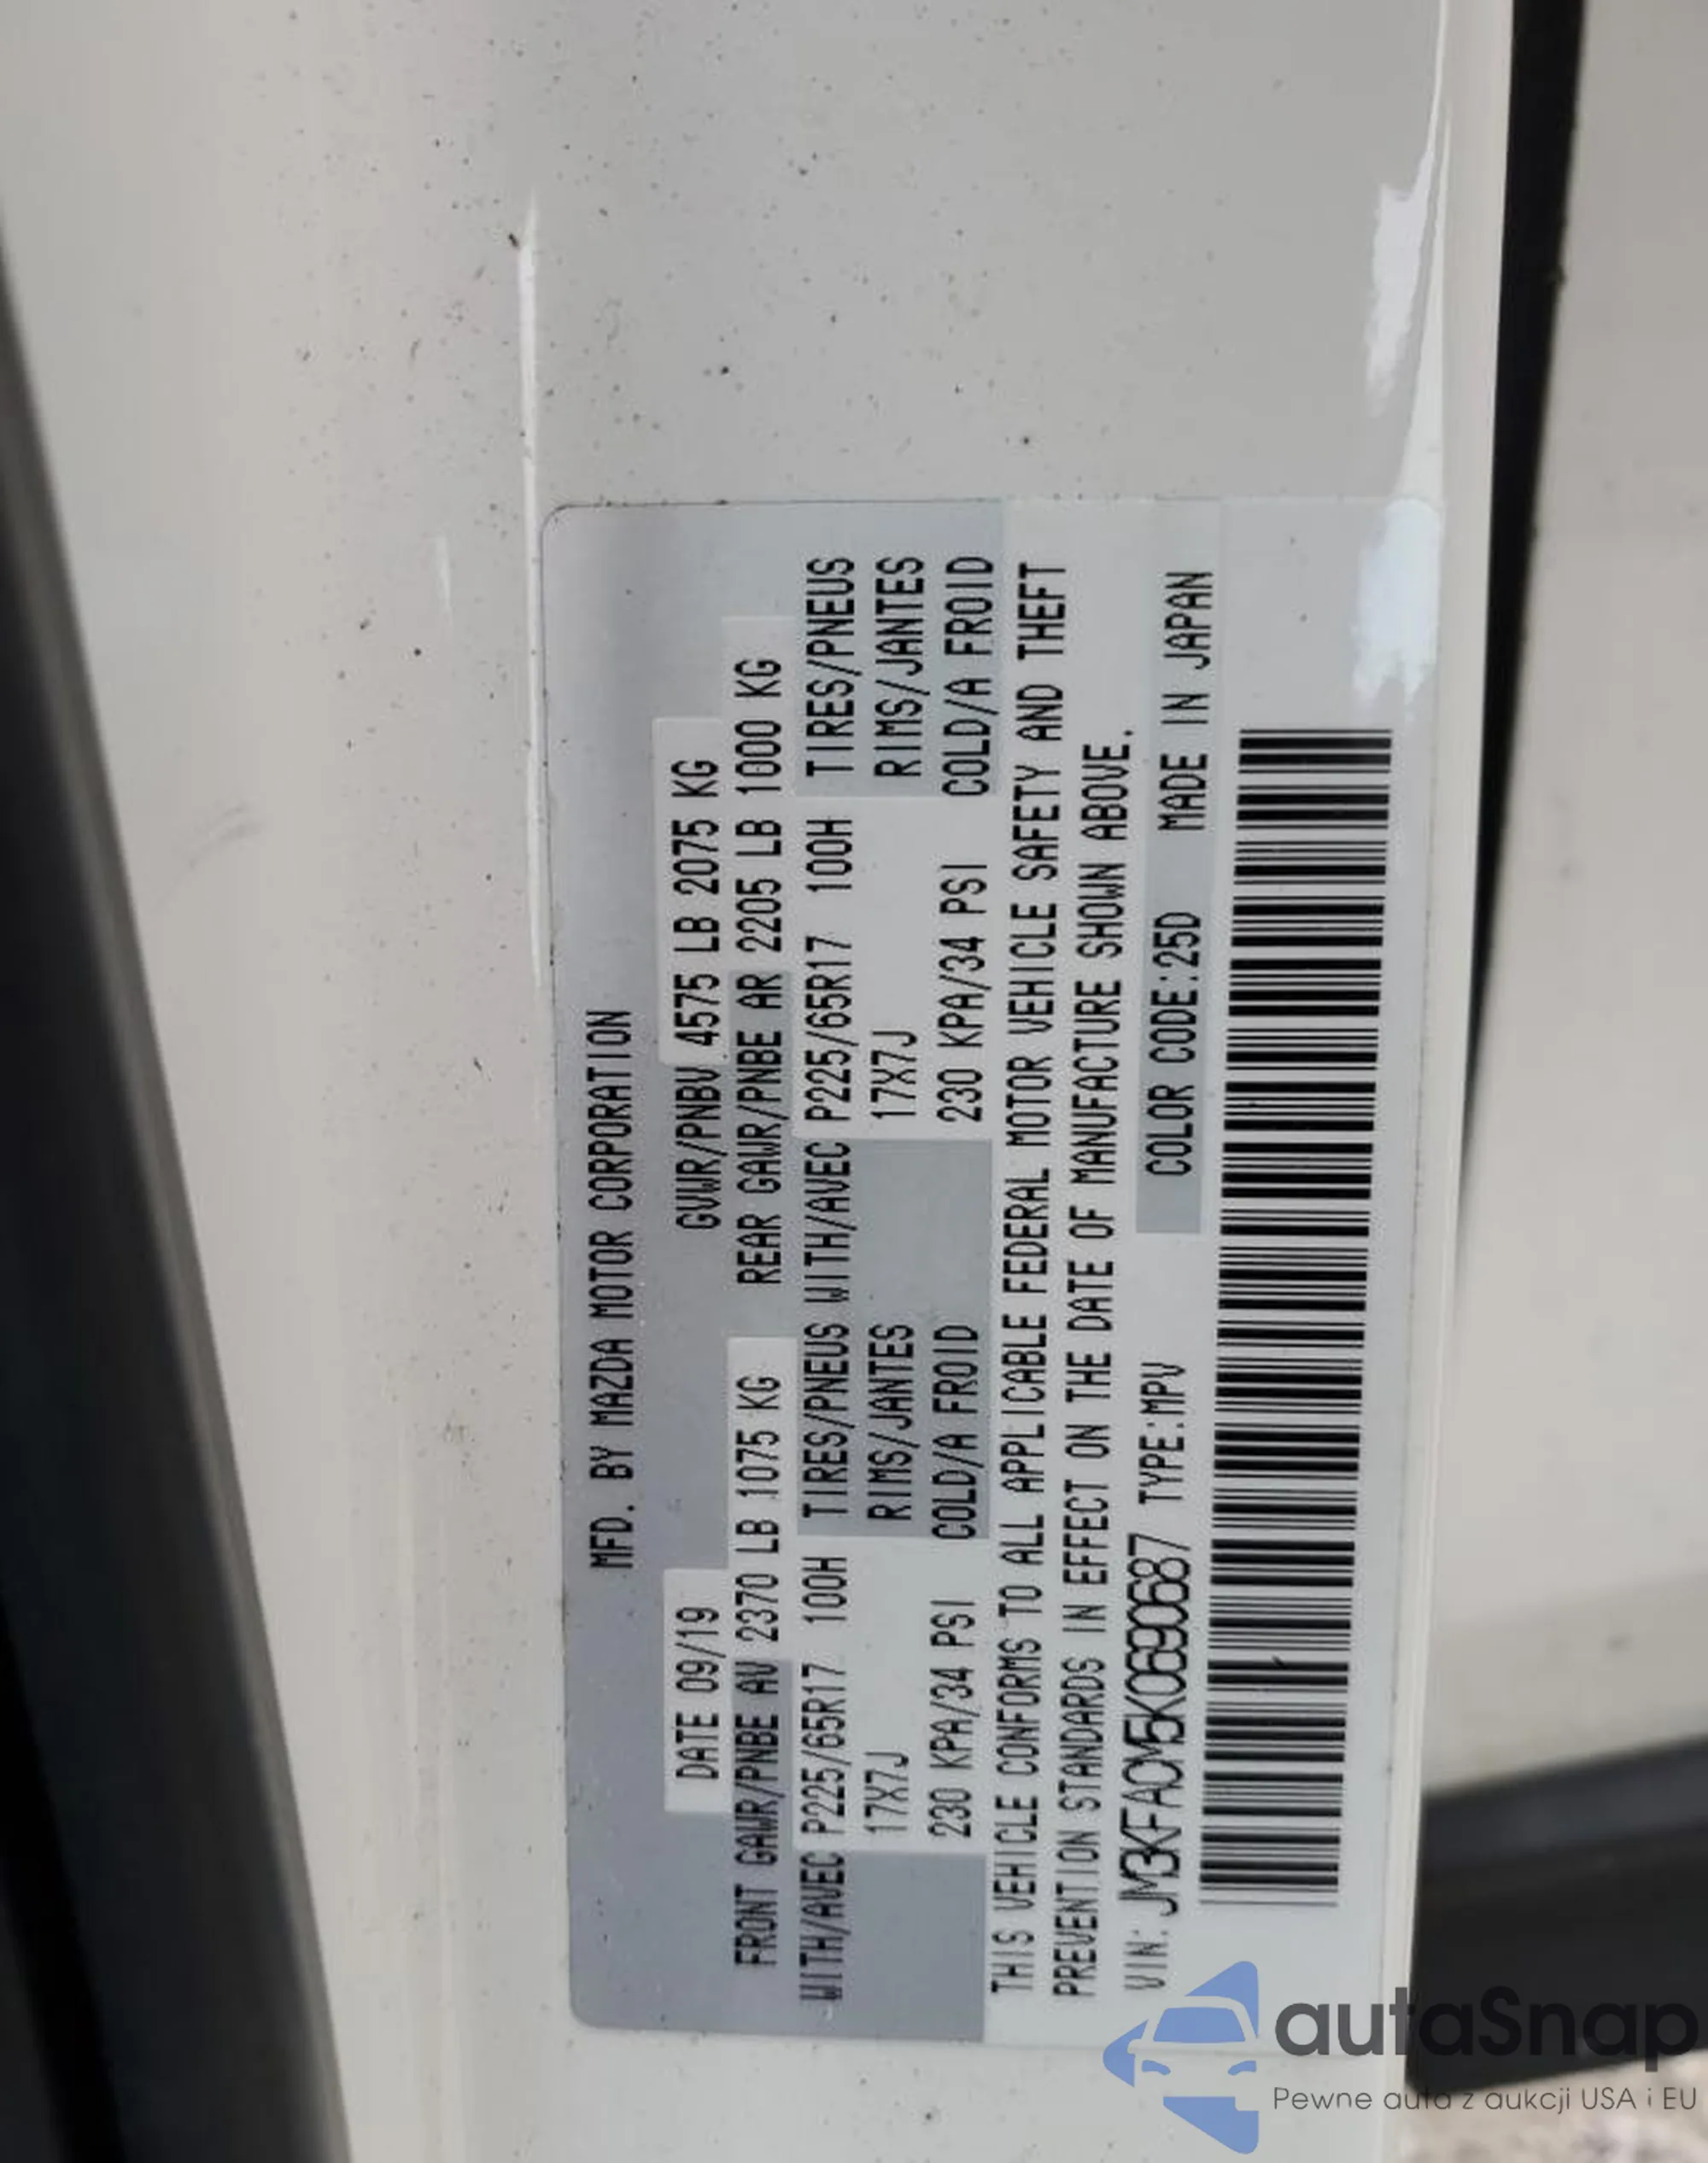 MFD. BY MAZDA MOTOR CORPORATION
DATE 09/19 GVWR/PNBV 4575 LB 2075 KG
FRONT GAWR/PNBE AV 2370 LB 1075 KG REAR GAWR/PNBE AR 2205 LB 1000 KG
WITH/AVEC P225/65R17 100H TIRES/PNEUS WITH/AVEC P225/65R17 100H TIRES/PNEUS
17X7J RIMS/JANTES 17X7J RIMS/JANTES
230 KPA/34 PSI COLD/A FROID 230 KPA/34 PSI COLD/A FROID
THIS VEHICLE CONFORMS TO ALL APPLICABLE FEDERAL MOTOR VEHICLE SAFETY AND THEFT
PREVENTION STANDARDS IN EFFECT ON THE DATE OF MANUFACTURE SHOWN ABOVE.
VIN: JM3KFACM5K0690687 TYPE:MPV COLOR CODE:25D MADE IN JAPAN
autaSnap
Pewne auta z aukcji USA i EU